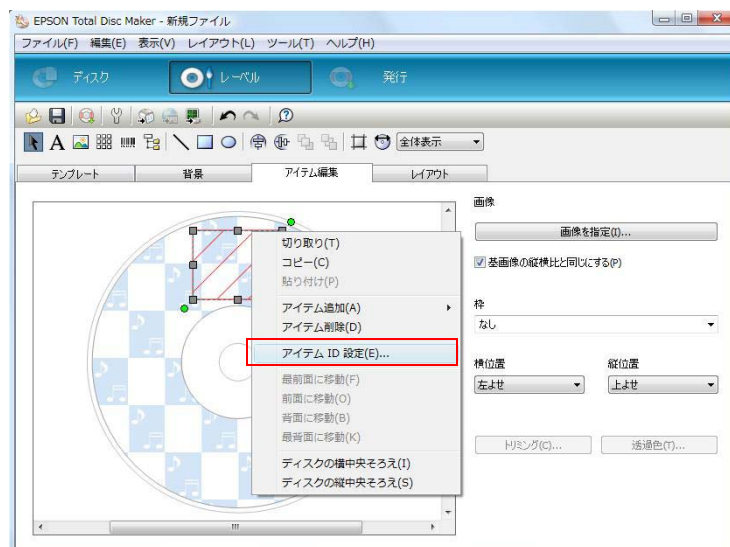 EPSON Total Disc Maker - 新規ファイル
ファイル(F) 編集(E) 表示(V) レイアウト(L) ツール(T) ヘルプ(H)
ディスク レーベル 発行
A 全体表示
テンプレート 背景 アイテム編集 レイアウト
画像
画像を指定(I)...
基画像の縦横比と同じにする(P)
枠
なし
横位置 縦位置
左よせ 上よせ
トリミング(C)... 透過色(T)...
切り取り(T)
コピー(C)
貼り付け(P)
アイテム追加(A)
アイテム削除(D)
アイテム ID 設定(E)...
最前面に移動(F)
前面に移動(O)
背面に移動(B)
最背面に移動(K)
ディスクの横中央そろえ(I)
ディスクの縦中央そろえ(S)